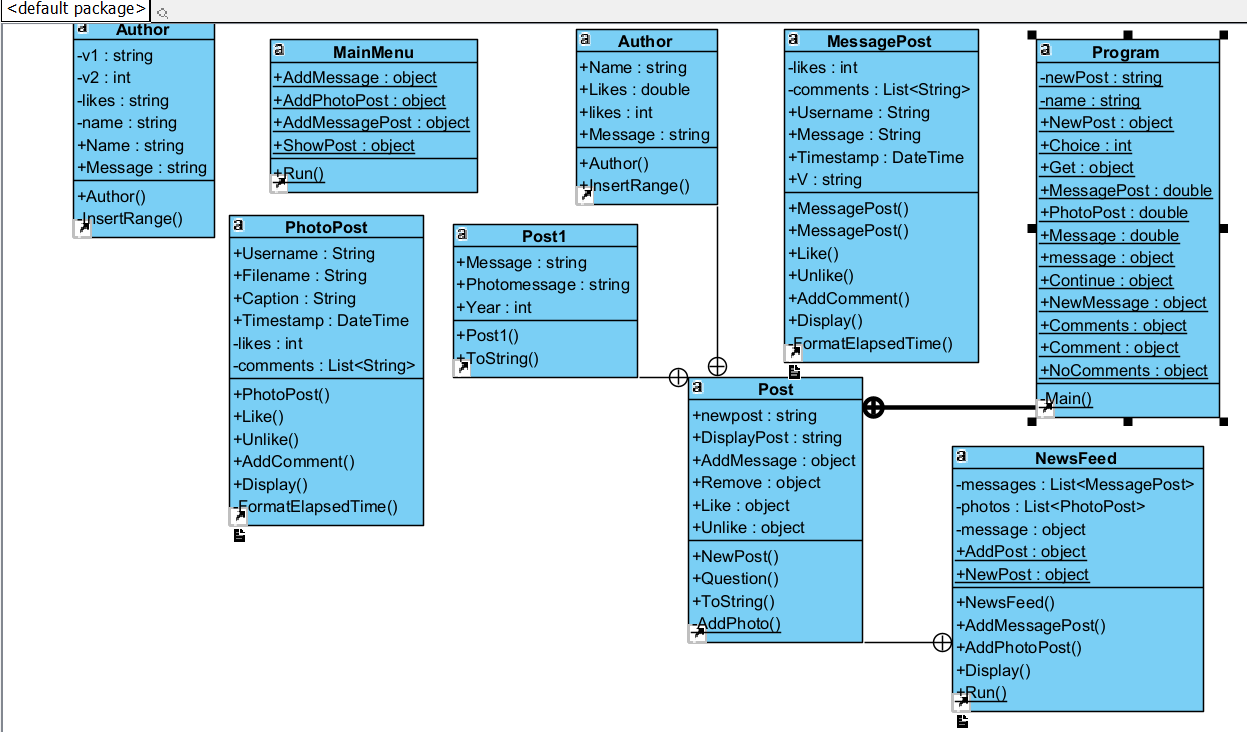 <default package>
Author
-v1 : string
-v2 : int
-likes : string
-name : string
+Name : string
+Message : string
+Author()
-InsertRange()
MainMenu
+AddMessage : object
+AddPhotoPost : object
+AddMessagePost : object
+ShowPost : object
+Run()
Author
+Name : string
+Likes : double
+likes : int
+Message : string
+Author()
+InsertRange()
MessagePost
-likes : int
-comments : List<String>
+Username : String
+Message : String
+Timestamp : DateTime
+V : string
+MessagePost()
+MessagePost()
+Like()
+Unlike()
+AddComment()
+Display()
-FormatElapsedTime()
Program
-newPost : string
-name : string
+NewPost : object
+Choice : int
+Get : object
+MessagePost : double
+PhotoPost : double
+Message : double
+message : object
+Continue : object
+NewMessage : object
+Comments : object
+Comment : object
+NoComments : object
-Main()
PhotoPost
+Username : String
+Filename : String
+Caption : String
+Timestamp : DateTime
-likes : int
-comments : List<String>
+PhotoPost()
+Like()
+Unlike()
+AddComment()
+Display()
-FormatElapsedTime()
Post1
+Message : string
+Photomessage : string
+Year : int
+Post1()
+ToString()
Post
+newpost : string
+DisplayPost : string
+AddMessage : object
+Remove : object
+Like : object
+Unlike : object
+NewPost()
+Question()
+ToString()
-AddPhoto()
NewsFeed
-messages : List<MessagePost>
-photos : List<PhotoPost>
-message : object
+AddPost : object
+NewPost : object
+NewsFeed()
+AddMessagePost()
+AddPhotoPost()
+Display()
+Run()